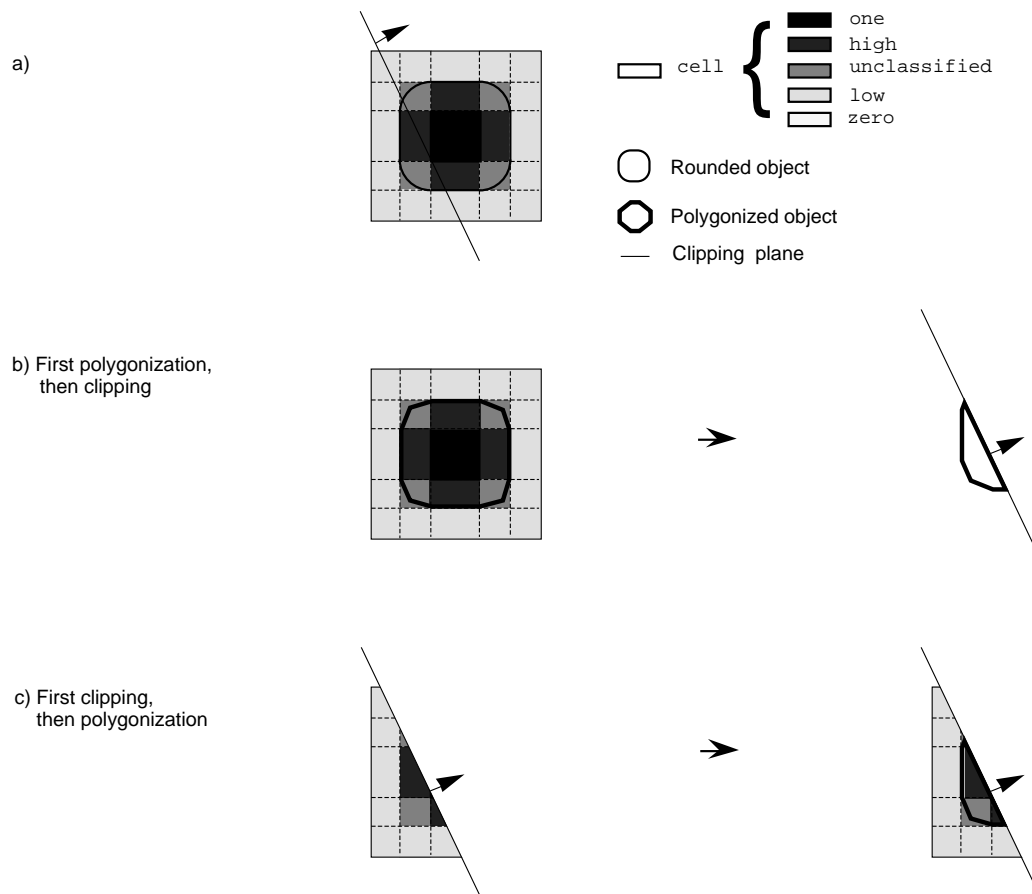 a)
one
high
cell
unclassified
low
zero
Rounded object
Polygonized object
Clipping plane
b) First polygonization,
then clipping
c) First clipping,
then polygonization